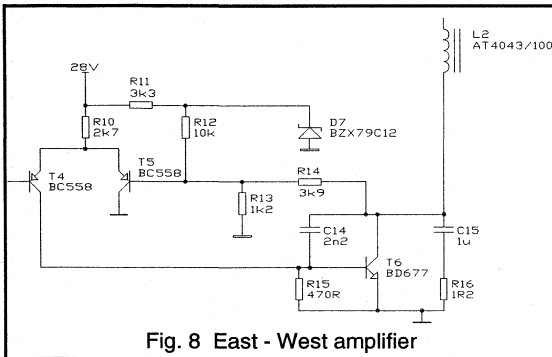 L2
AT4043/100
28V
R11
3k3
R10
2k7
R12
10k
D7
BZX79C12
T4
BC558
T5
BC558
R14
3k9
R13
1k2
C14
2n2
C15
1u
T6
BD677
R15
470R
R16
1R2
Fig. 8 East - West amplifier